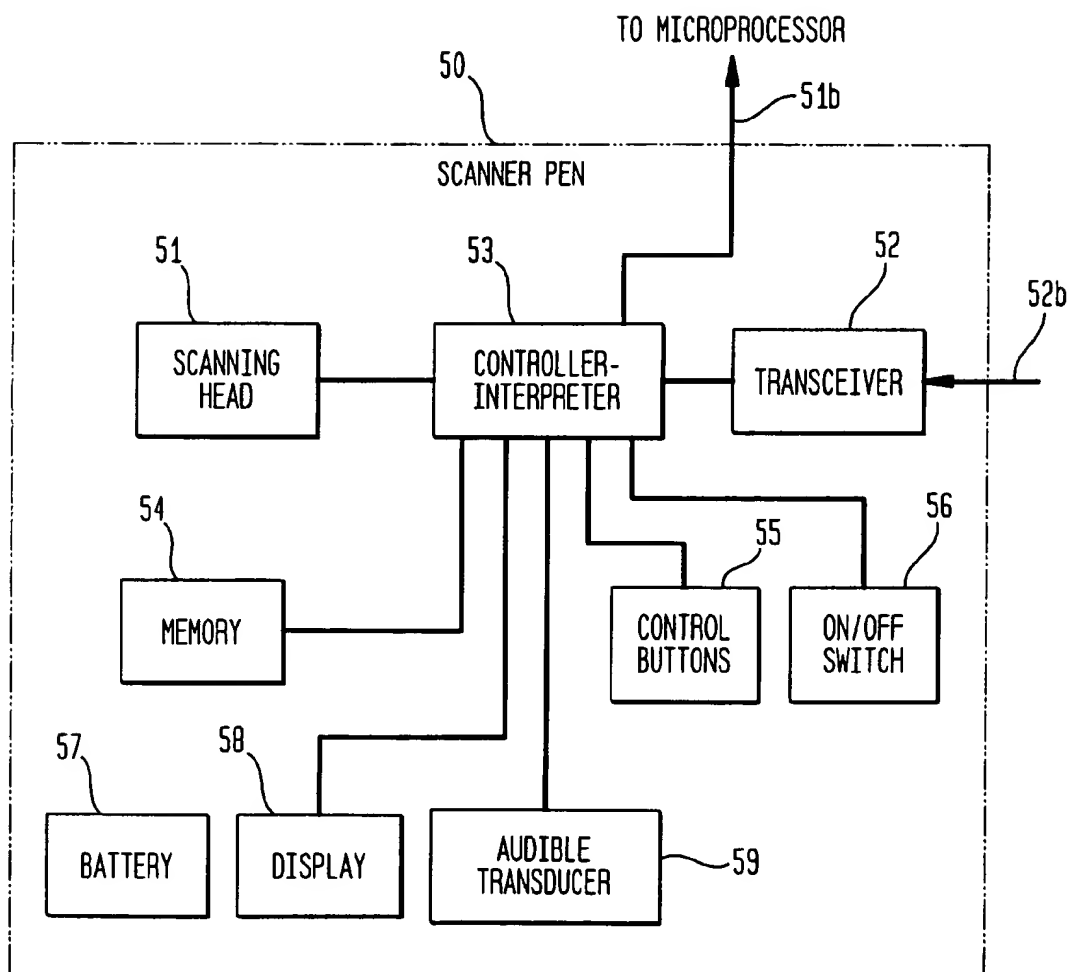 TO MICROPROCESSOR
50
51b
SCANNER PEN
51
53
52
52b
SCANNING
HEAD
CONTROLLER-
INTERPRETER
TRANSCEIVER
54
55
56
MEMORY
CONTROL
BUTTONS
ON/OFF
SWITCH
57
58
BATTERY
DISPLAY
AUDIBLE
TRANSDUCER
59